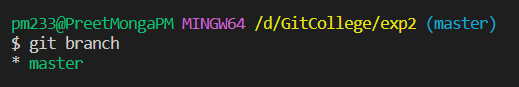 pm233@PreetMongaPM MINGW64 /d/GitCollege/exp2 (master)
$ git branch
* master